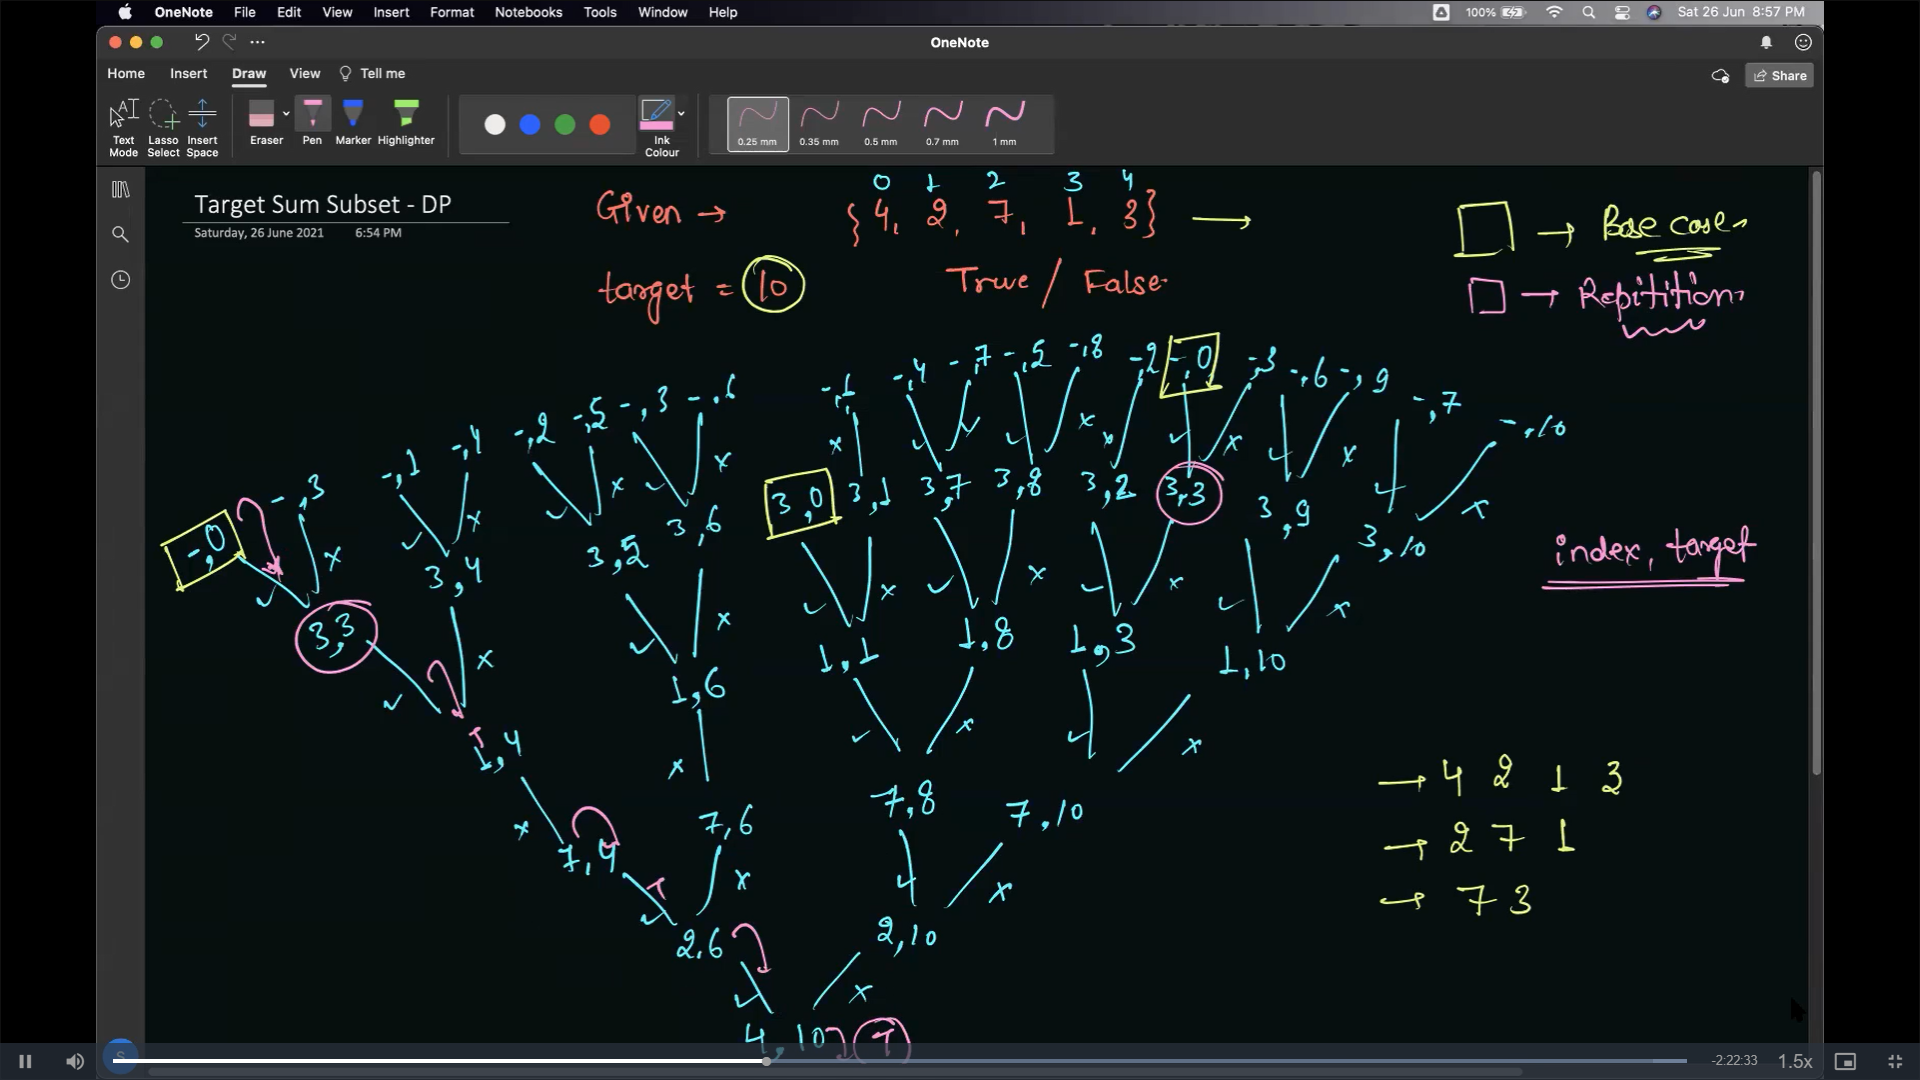 OneNote File Edit View Insert Format Notebooks Tools Window Help 100% Sat 26 Jun 8:57 PM
OneNote
Home Insert Draw View Tell me Share
Text Mode Lasso Select Insert Space Eraser Pen Marker Highlighter Ink Colour 0.25 mm 0.35 mm 0.5 mm 0.7 mm 1 mm
Target Sum Subset - DP
Saturday, 26 June 2021 6:54 PM
0 1 2 3 4
Given → {4, 2, 7, 1, 3} →
target = 10 True / False
□ → Base case
□ → Repitition
-,0 -,3 -,1 -,4 -,2 -,5 -,3 -,6 -,1 -,4 -,7 -,5 -,8 -,2 -,0 -,3 -,6 -,9 -,7 -,10
3,3 3,4 3,5 3,6 3,0 3,1 3,7 3,8 3,2 3,3 3,9 3,10
index, target
1,4 1,6 1,1 1,8 1,3 1,10
7,4 7,6 7,8 7,10
2,6 2,10
4,10 T
→ 4 2 1 3
→ 2 7 1
→ 7 3
S -2:22:33 1.5x